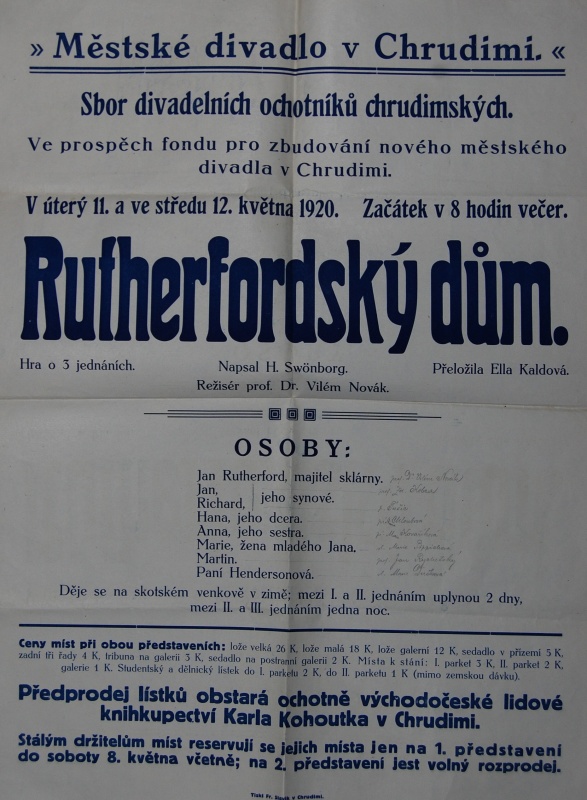 » Městské divadlo v Chrudimi. «
Sbor divadelních ochotníků chrudimských.
Ve prospěch fondu pro zbudování nového městského
divadla v Chrudimi.
V úterý 11. a ve středu 12. května 1920. Začátek v 8 hodin večer.
Rutherfordský dům.
Hra o 3 jednáních. Napsal H. Swönborg. Přeložila Ella Kaldová.
Režisér prof. Dr. Vilém Novák.
OSOBY:
Jan Rutherford, majitel sklárny.
Jan,
Richard, jeho synové.
Hana, jeho dcera.
Anna, jeho sestra.
Marie, žena mladého Jana.
Martin.
Paní Hendersonová.
Děje se na skotském venkově v zimě; mezi I. a II. jednáním uplynou 2 dny,
mezi II. a III. jednáním jedna noc.
Ceny míst při obou představeních: lože velká 26 K, lože malá 18 K, lože galerní 12 K, sedadlo v přízemí 5 K,
zadní tři řady 4 K, tribuna na galerii 3 K, sedadlo na postranní galerii 2 K. Místa k stání: I. parket 3 K, II. parket 2 K,
galerie 1 K. Studentský a dělnický lístek do I. parketu 2 K, do II. parketu 1 K (mimo zemskou dávku).
Předprodej lístků obstará ochotně východočeské lidové
knihkupectví Karla Kohoutka v Chrudimi.
Stálým držitelům míst reservují se jejich místa jen na 1. představení
do soboty 8. května včetně; na 2. představení jest volný rozprodej.
Tiskl Fr. Slavík v Chrudimi.